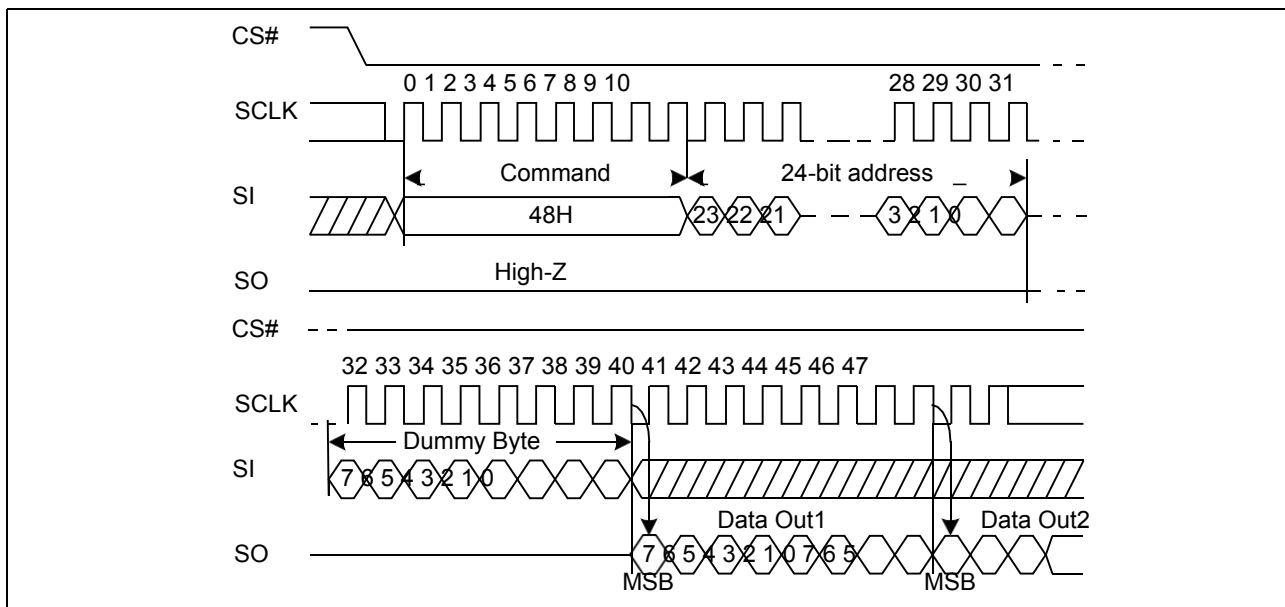 CS#
0 1 2 3 4 5 6 7 8 9 10 28 29 30 31
SCLK
Command 24-bit address
SI
48H 23 22 21 3 2 1 0
High-Z
SO
CS#
32 33 34 35 36 37 38 39 40 41 42 43 44 45 46 47
SCLK
Dummy Byte
SI
7 6 5 4 3 2 1 0
Data Out1 Data Out2
SO
7 6 5 4 3 2 1 0 7 6 5
MSB MSB